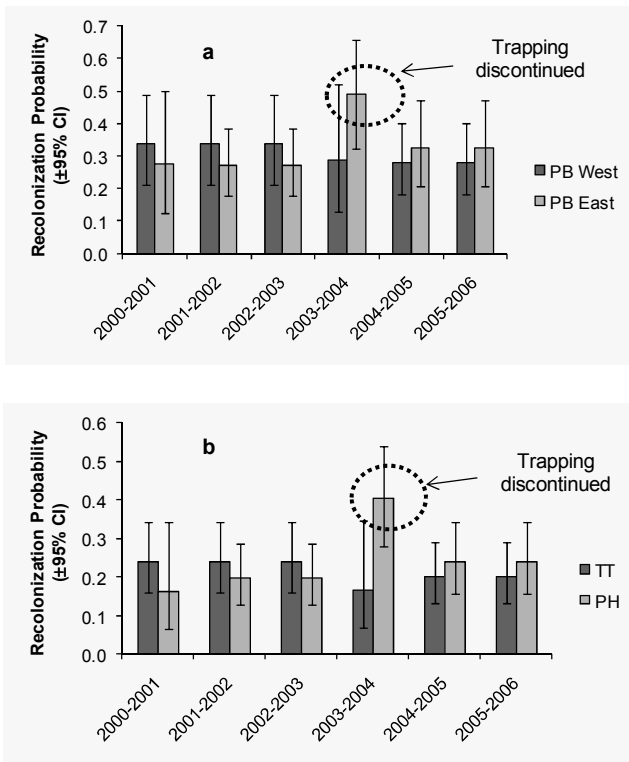 a
Trapping
discontinued
Recolonization Probability
(±95% CI)
0.7
0.6
0.5
0.4
0.3
0.2
0.1
0.0
PB West
PB East
2000-2001
2001-2002
2002-2003
2003-2004
2004-2005
2005-2006
b
Trapping
discontinued
Recolonization Probability
(±95% CI)
0.6
0.5
0.4
0.3
0.2
0.1
0.0
TT
PH
2000-2001
2001-2002
2002-2003
2003-2004
2004-2005
2005-2006